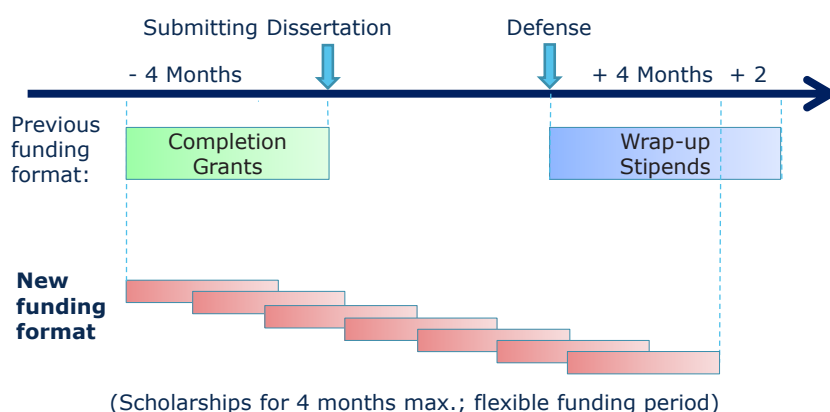 Submitting Dissertation
Defense
- 4 Months
+ 4 Months + 2
Previous
funding
format:
Completion
Grants
Wrap-up
Stipends
New
funding
format
(Scholarships for 4 months max.; flexible funding period)